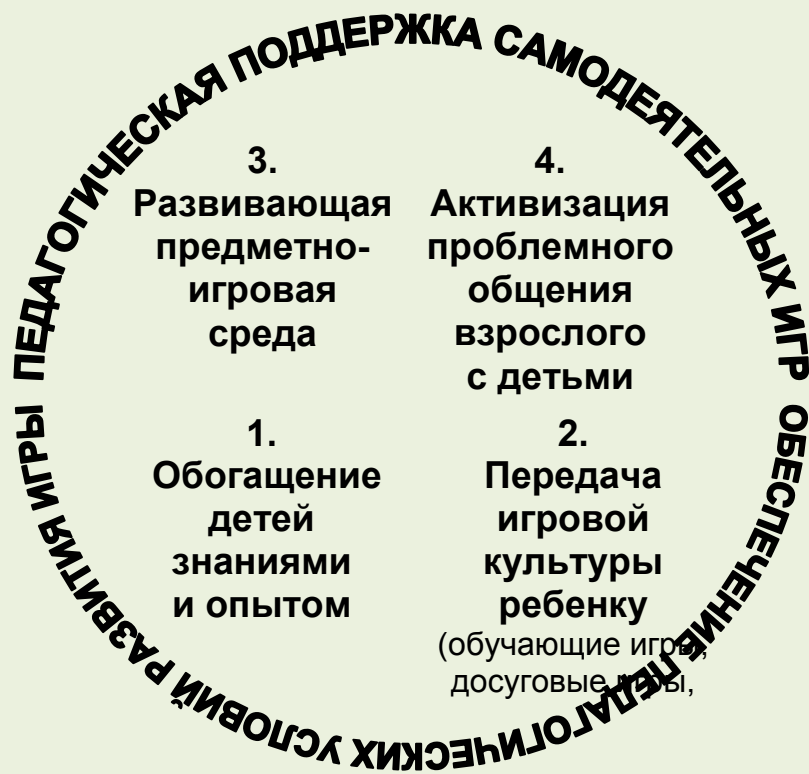 ПЕДАГОГИЧЕСКАЯ ПОДДЕРЖКА САМОДЕЯТЕЛЬНЫХ ИГР
3.
Развивающая
предметно-
игровая
среда
4.
Активизация
проблемного
общения
взрослого
с детьми
1.
Обогащение
детей
знаниями
и опытом
2.
Передача
игровой
культуры
ребенку
(обучающие игры,
досуговые игры,
ОБЕСПЕЧЕНИЕ ПЕДАГОГИЧЕСКИХ УСЛОВИЙ РАЗВИТИЯ ИГРЫ